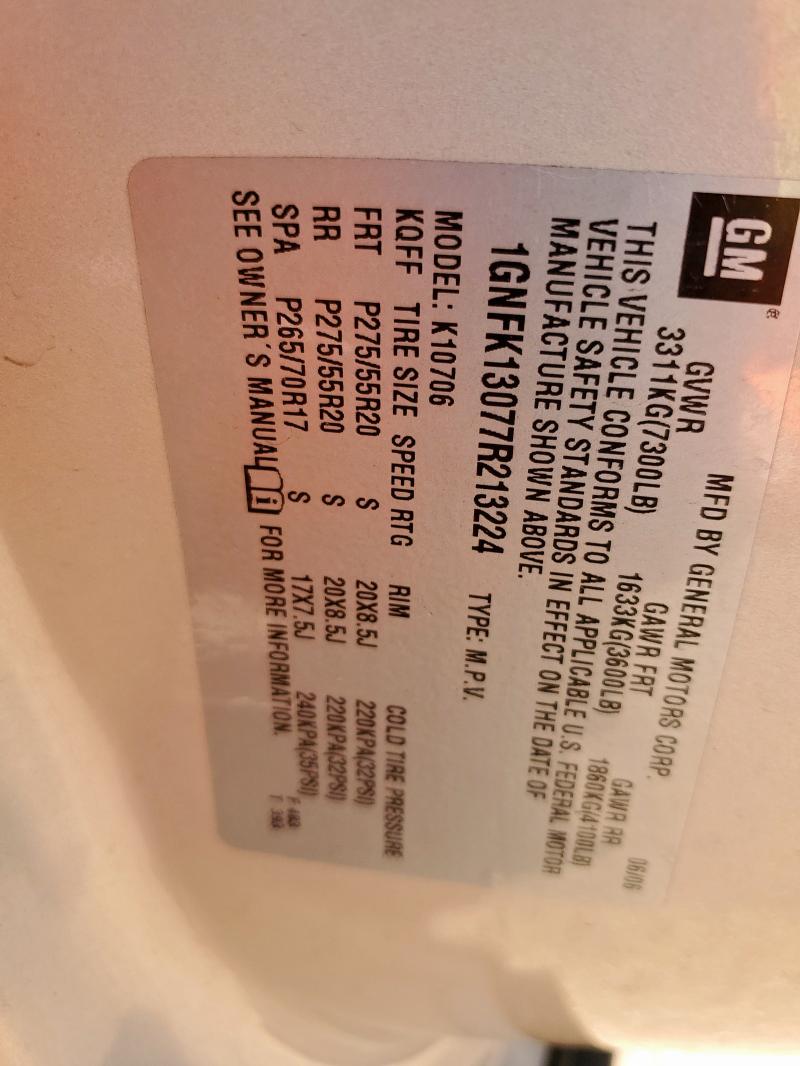 GM
MFD BY GENERAL MOTORS CORP. 06/06
GVWR GAWR FRT GAWR RR
3311KG(7300LB) 1633KG(3600LB) 1860KG(4100LB)
THIS VEHICLE CONFORMS TO ALL APPLICABLE U.S. FEDERAL MOTOR
VEHICLE SAFETY STANDARDS IN EFFECT ON THE DATE OF
MANUFACTURE SHOWN ABOVE.
1GNFK13077R213224 TYPE: M.P.V.
MODEL: K10706
KQFF TIRE SIZE SPEED RTG RIM COLD TIRE PRESSURE
FRT P275/55R20 S 20X8.5J 220KPA(32PSI)
RR P275/55R20 S 20X8.5J 220KPA(32PSI)
SPA P265/70R17 S 17X7.5J 240KPA(35PSI)
SEE OWNER'S MANUAL FOR MORE INFORMATION.